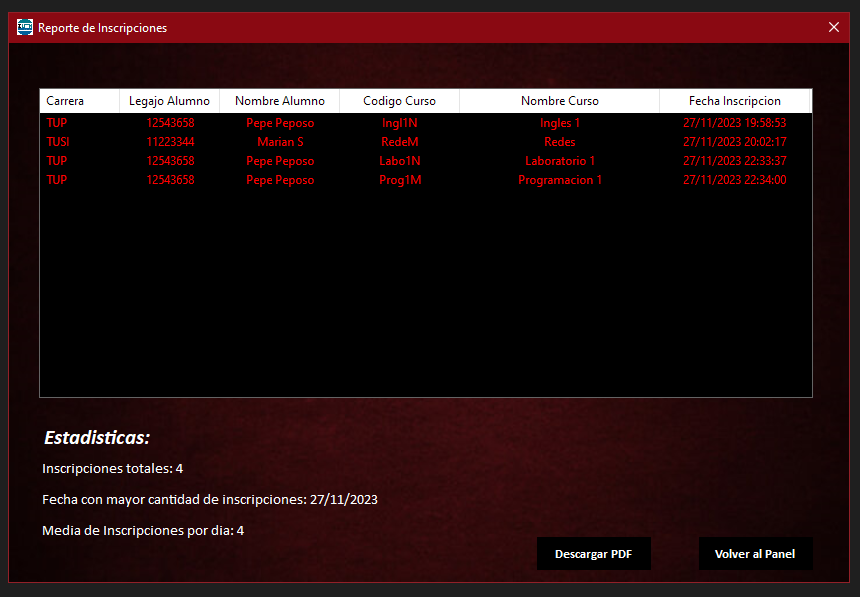 Reporte de Inscripciones
Carrera Legajo Alumno Nombre Alumno Codigo Curso Nombre Curso Fecha Inscripcion
TUP 12543658 Pepe Peposo Ingl1N Ingles 1 27/11/2023 19:58:53
TUSI 11223344 Marian S RedeM Redes 27/11/2023 20:02:17
TUP 12543658 Pepe Peposo Labo1N Laboratorio 1 27/11/2023 22:33:37
TUP 12543658 Pepe Peposo Prog1M Programacion 1 27/11/2023 22:34:00
Estadisticas:
Inscripciones totales: 4
Fecha con mayor cantidad de inscripciones: 27/11/2023
Media de Inscripciones por dia: 4
Descargar PDF Volver al Panel